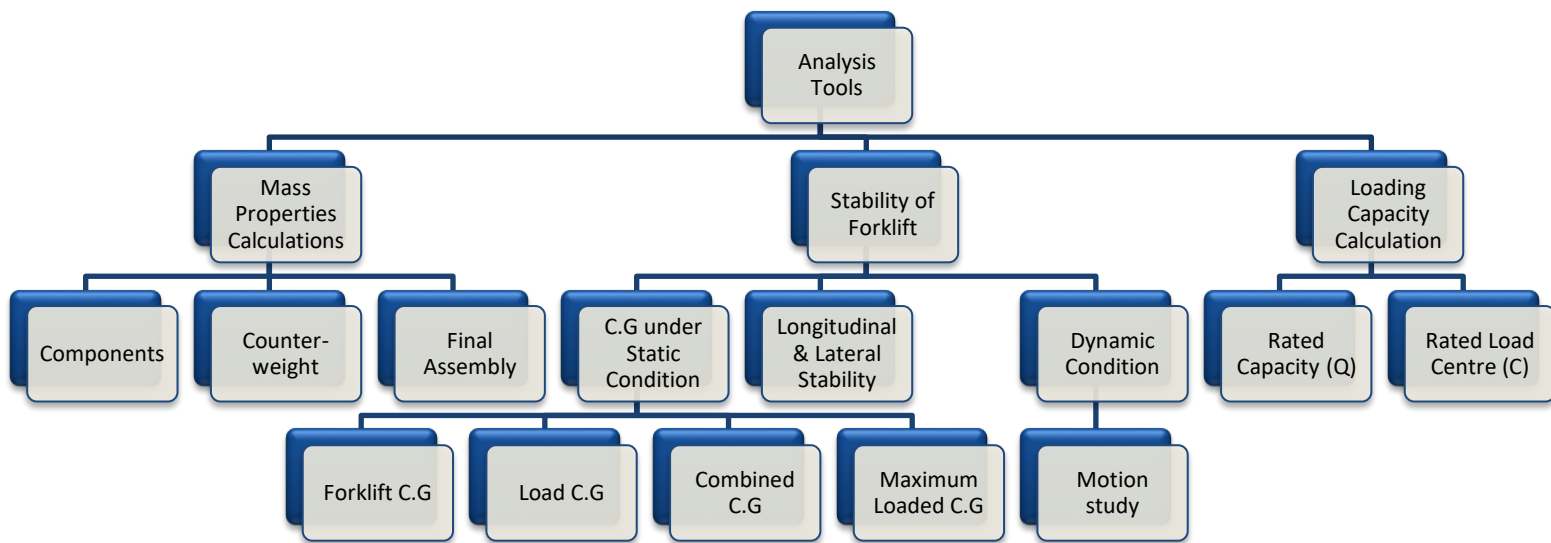 Analysis
Tools
Mass
Properties
Calculations
Stability of
Forklift
Loading
Capacity
Calculation
Components
Counter-
weight
Final
Assembly
C.G under
Static
Condition
Longitudinal
& Lateral
Stability
Dynamic
Condition
Rated
Capacity (Q)
Rated Load
Centre (C)
Forklift C.G
Load C.G
Combined
C.G
Maximum
Loaded C.G
Motion
study